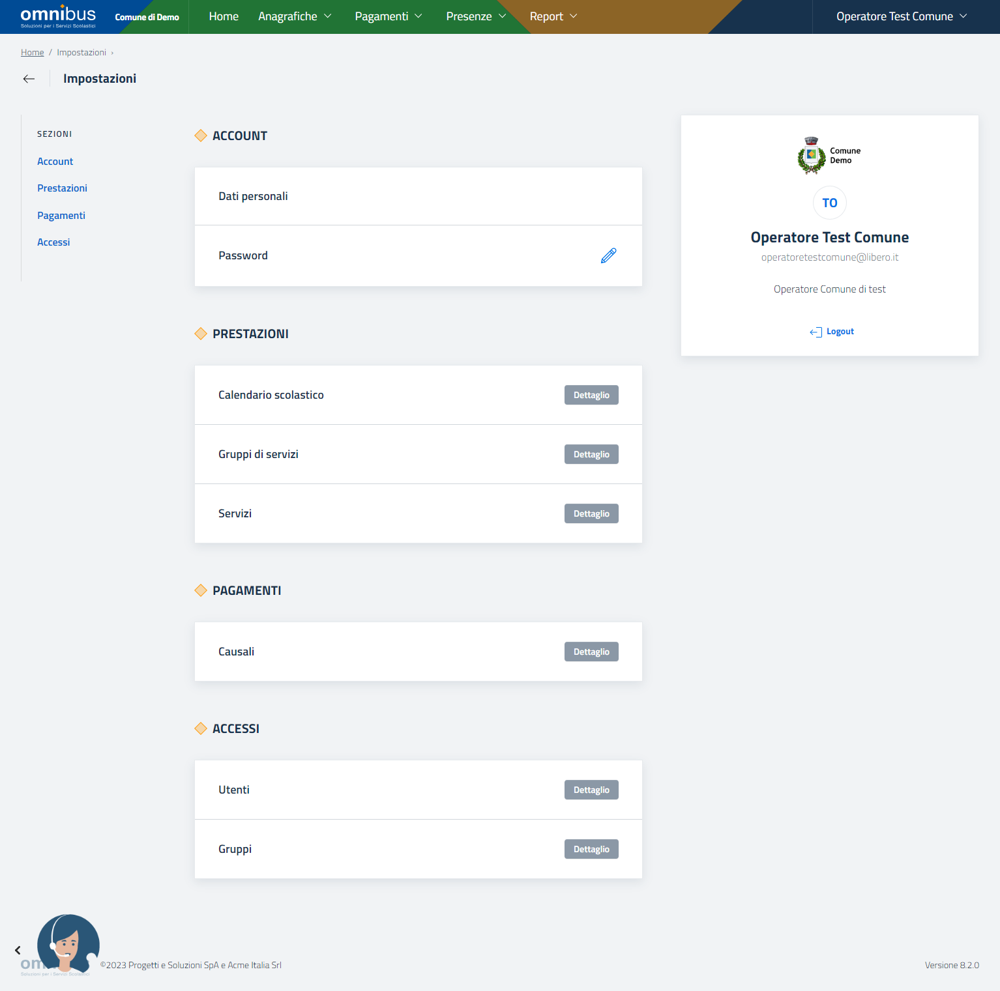 omnibus
Soluzioni per i Servizi Scolastici
Comune di Demo
Home
Anagrafiche
Pagamenti
Presenze
Report
Operatore Test Comune
Home / Impostazioni ›
Impostazioni
SEZIONI
Account
Prestazioni
Pagamenti
Accessi
ACCOUNT
Dati personali
Password
PRESTAZIONI
Calendario scolastico
Dettaglio
Gruppi di servizi
Dettaglio
Servizi
Dettaglio
PAGAMENTI
Causali
Dettaglio
ACCESSI
Utenti
Dettaglio
Gruppi
Dettaglio
Comune
Demo
TO
Operatore Test Comune
operatoretestcomune@libero.it
Operatore Comune di test
Logout
om
Soluzioni per i Servizi Scolastici
©2023 Progetti e Soluzioni SpA e Acme Italia Srl
Versione 8.2.0